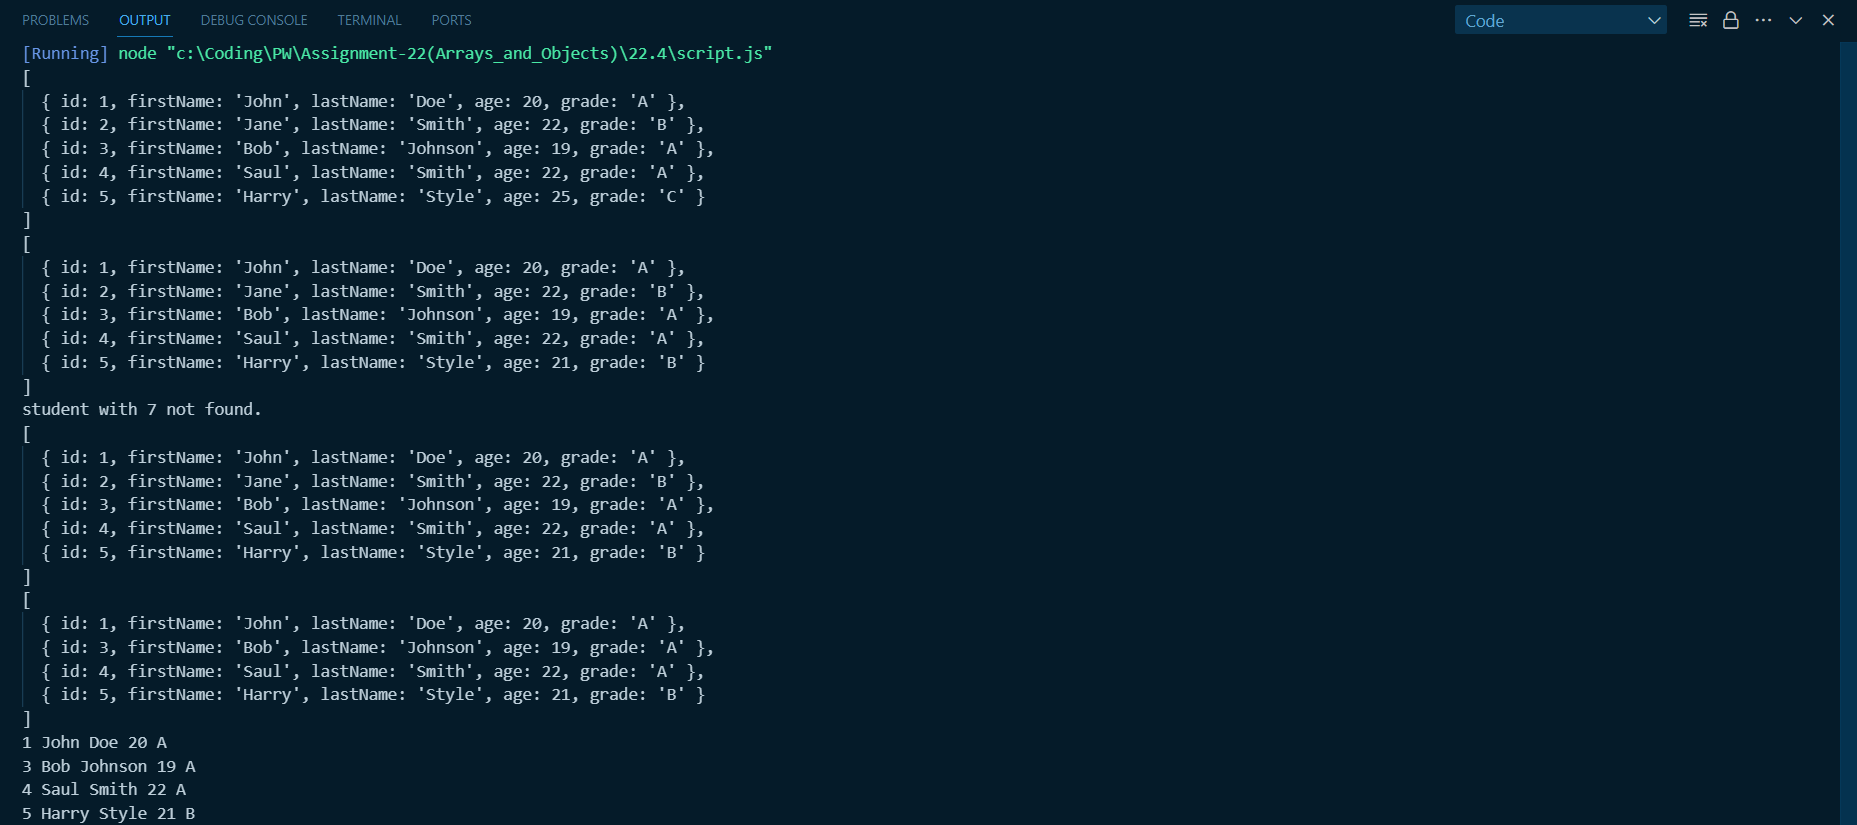 PROBLEMS OUTPUT DEBUG CONSOLE TERMINAL PORTS Code
[Running] node "c:\Coding\PW\Assignment-22(Arrays_and_Objects)\22.4\script.js"
[
  { id: 1, firstName: 'John', lastName: 'Doe', age: 20, grade: 'A' },
  { id: 2, firstName: 'Jane', lastName: 'Smith', age: 22, grade: 'B' },
  { id: 3, firstName: 'Bob', lastName: 'Johnson', age: 19, grade: 'A' },
  { id: 4, firstName: 'Saul', lastName: 'Smith', age: 22, grade: 'A' },
  { id: 5, firstName: 'Harry', lastName: 'Style', age: 25, grade: 'C' }
]
[
  { id: 1, firstName: 'John', lastName: 'Doe', age: 20, grade: 'A' },
  { id: 2, firstName: 'Jane', lastName: 'Smith', age: 22, grade: 'B' },
  { id: 3, firstName: 'Bob', lastName: 'Johnson', age: 19, grade: 'A' },
  { id: 4, firstName: 'Saul', lastName: 'Smith', age: 22, grade: 'A' },
  { id: 5, firstName: 'Harry', lastName: 'Style', age: 21, grade: 'B' }
]
student with 7 not found.
[
  { id: 1, firstName: 'John', lastName: 'Doe', age: 20, grade: 'A' },
  { id: 2, firstName: 'Jane', lastName: 'Smith', age: 22, grade: 'B' },
  { id: 3, firstName: 'Bob', lastName: 'Johnson', age: 19, grade: 'A' },
  { id: 4, firstName: 'Saul', lastName: 'Smith', age: 22, grade: 'A' },
  { id: 5, firstName: 'Harry', lastName: 'Style', age: 21, grade: 'B' }
]
[
  { id: 1, firstName: 'John', lastName: 'Doe', age: 20, grade: 'A' },
  { id: 3, firstName: 'Bob', lastName: 'Johnson', age: 19, grade: 'A' },
  { id: 4, firstName: 'Saul', lastName: 'Smith', age: 22, grade: 'A' },
  { id: 5, firstName: 'Harry', lastName: 'Style', age: 21, grade: 'B' }
]
1 John Doe 20 A
3 Bob Johnson 19 A
4 Saul Smith 22 A
5 Harry Style 21 B